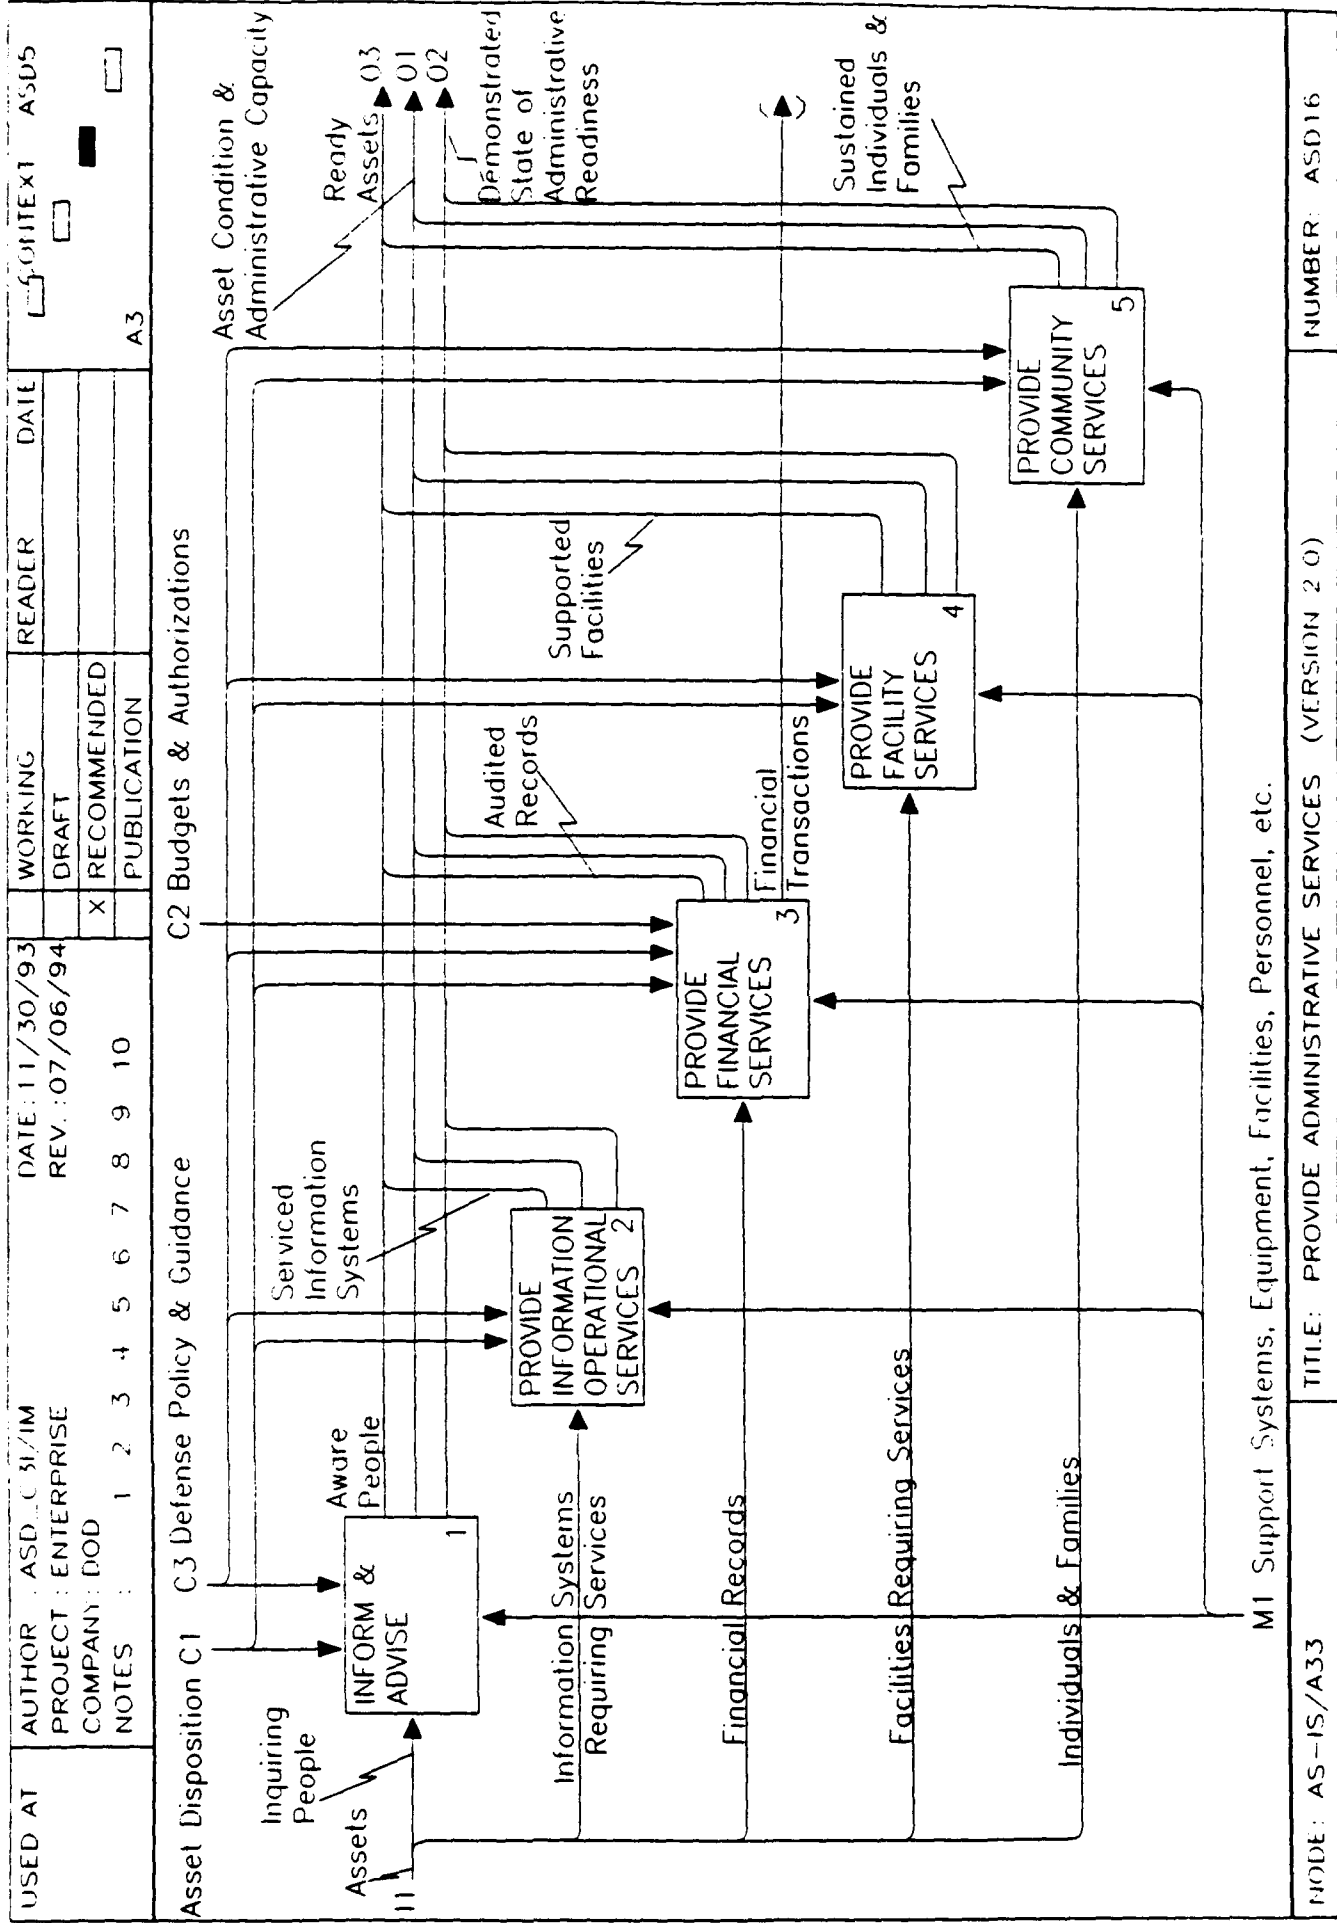 USED AT
AUTHOR : ASD_C3I/IM
PROJECT : ENTERPRISE
COMPANY : DOD
NOTES : 1 2 3 4 5 6 7 8 9 10
DATE : 11/30/93
REV. : 07/06/94
WORKING
DRAFT
X RECOMMENDED
PUBLICATION
READER DATE
CONTEXT ASD5
A3
Asset Disposition C1
C3 Defense Policy & Guidance
C2 Budgets & Authorizations
Asset Condition &
Administrative Capacity
Ready
Assets
O3
O1
O2
Demonstrated
State of
Administrative
Readiness
Inquiring
People
Assets
I1
INFORM &
ADVISE
1
Aware
People
Serviced
Information
Systems
Information Systems
Requiring Services
PROVIDE
INFORMATION
OPERATIONAL
SERVICES 2
Audited
Records
Financial Records
PROVIDE
FINANCIAL
SERVICES
3
Financial
Transactions
Supported
Facilities
Facilities Requiring Services
PROVIDE
FACILITY
SERVICES
4
Sustained
Individuals &
Families
Individuals & Families
PROVIDE
COMMUNITY
SERVICES
5
M1 Support Systems, Equipment, Facilities, Personnel, etc.
NODE: AS-IS/A33
TITLE: PROVIDE ADMINISTRATIVE SERVICES (VERSION 2.0)
NUMBER: ASD16